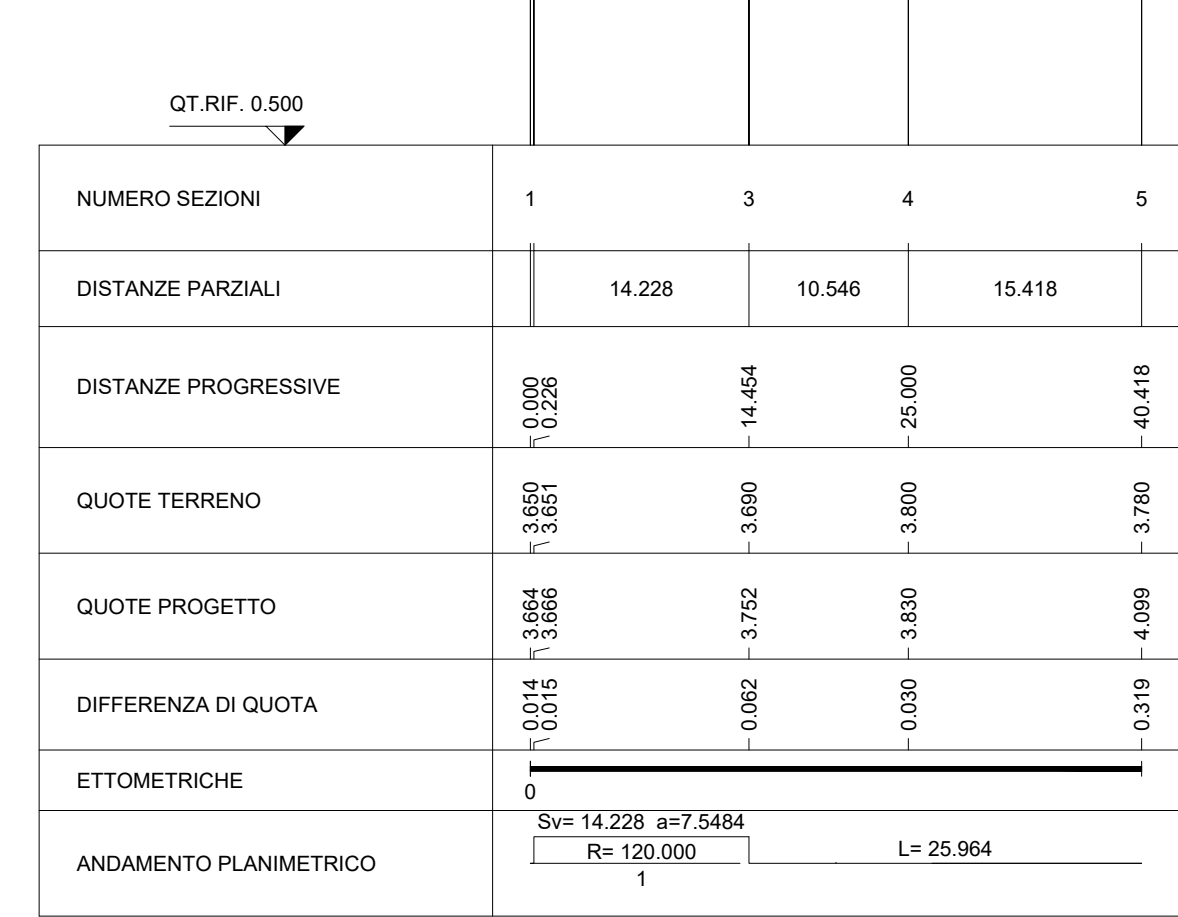 QT.RIF. 0.500
NUMERO SEZIONI 1 3 4 5
DISTANZE PARZIALI 14.228 10.546 15.418
DISTANZE PROGRESSIVE 0.000 0.226 14.454 25.000 40.418
QUOTE TERRENO 3.650 3.651 3.690 3.800 3.780
QUOTE PROGETTO 3.664 3.666 3.752 3.830 4.099
DIFFERENZA DI QUOTA 0.014 0.015 0.062 0.030 0.319
ETTOMETRICHE
0
Sv= 14.228 a=7.5484
ANDAMENTO PLANIMETRICO R= 120.000 L= 25.964
1